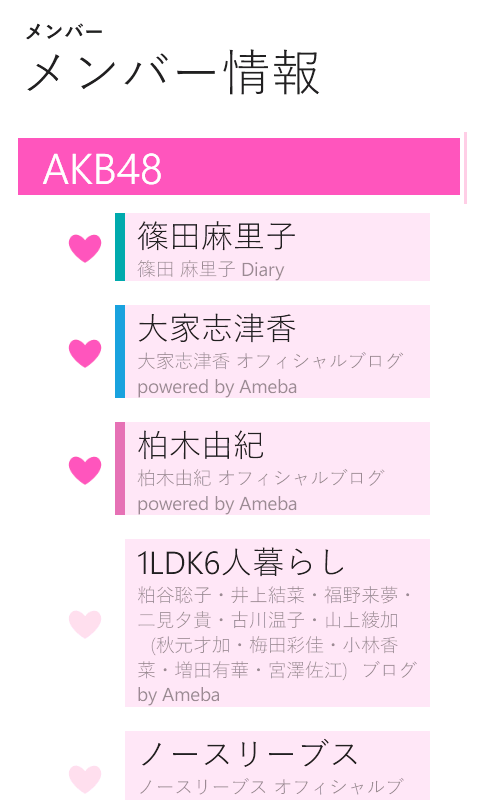 メンバー
メンバー情報
AKB48
篠田麻里子
篠田 麻里子 Diary
大家志津香
大家志津香 オフィシャルブログ
powered by Ameba
柏木由紀
柏木由紀 オフィシャルブログ
powered by Ameba
1LDK6人暮らし
粕谷聡子・井上結菜・福野来夢・
二見夕貴・古川温子・山上綾加
(秋元才加・梅田彩佳・小林香
菜・増田有華・宮澤佐江) ブログ
by Ameba
ノースリーブス
ノースリーブス オフィシャルブ